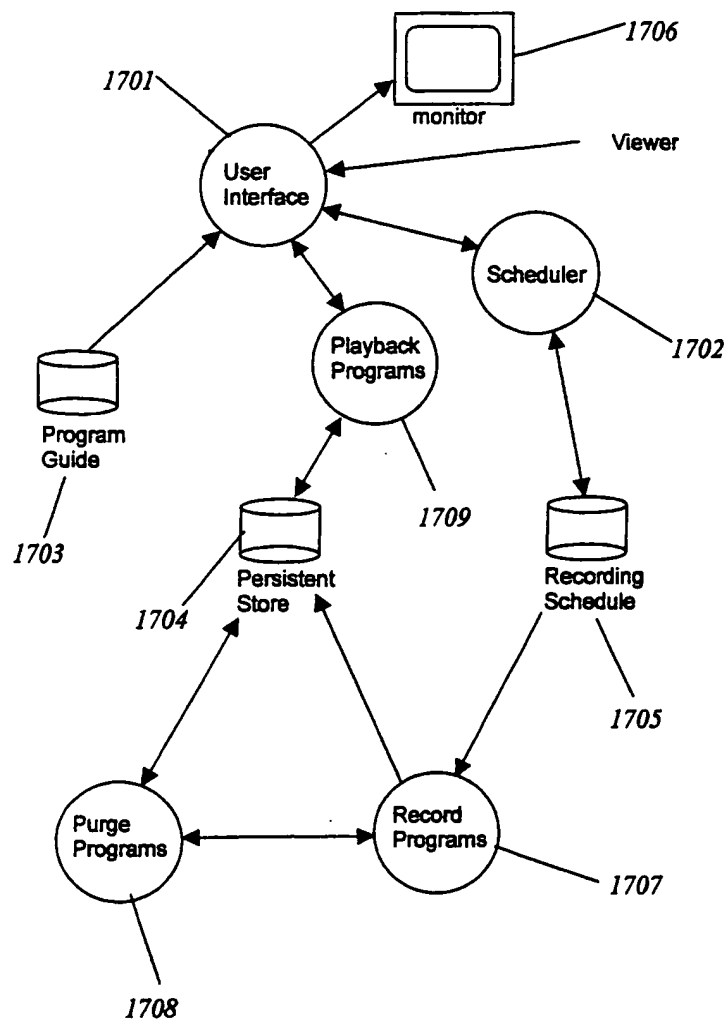 1706
1701
monitor
Viewer
User
Interface
Scheduler
1702
Playback
Programs
Program
Guide
1703
1709
Persistent
Store
1704
Recording
Schedule
1705
Purge
Programs
Record
Programs
1707
1708